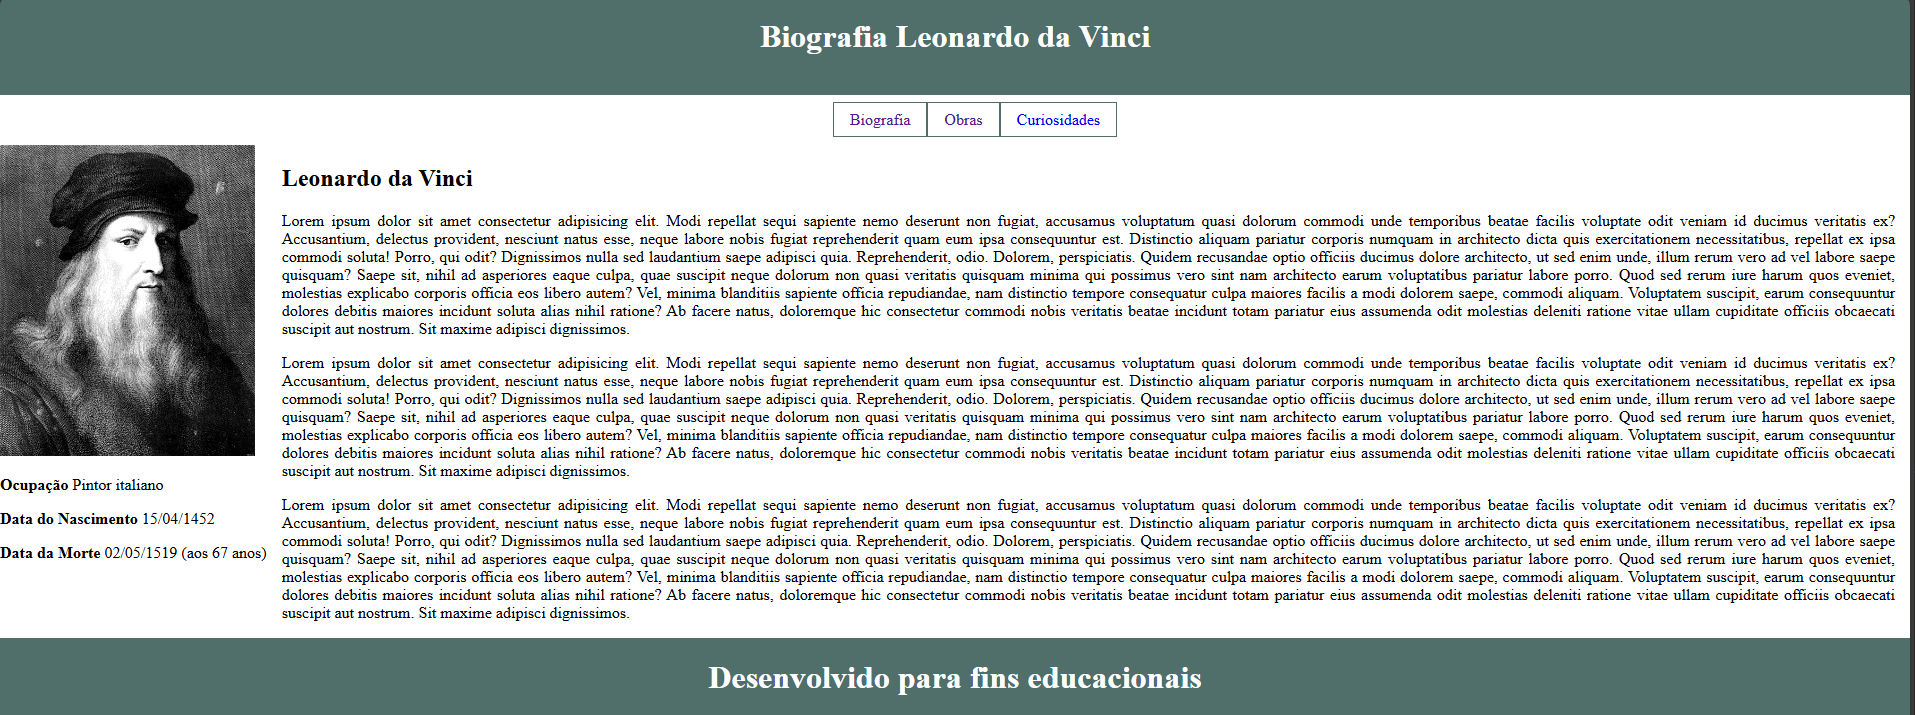 Biografia Leonardo da Vinci
Biografia Obras Curiosidades
Leonardo da Vinci
Lorem ipsum dolor sit amet consectetur adipisicing elit. Modi repellat sequi sapiente nemo deserunt non fugiat, accusamus voluptatum quasi dolorum commodi unde temporibus beatae facilis voluptate odit veniam id ducimus veritatis ex?
Accusantium, delectus provident, nesciunt natus esse, neque labore nobis fugiat reprehenderit quam eum ipsa consequuntur est. Distinctio aliquam pariatur corporis numquam in architecto dicta quis exercitationem necessitatibus, repellat ex ipsa
commodi soluta! Porro, qui odit? Dignissimos nulla sed laudantium saepe adipisci quia. Reprehenderit, odio. Dolorem, perspiciatis. Quidem recusandae optio officiis ducimus dolore architecto, ut sed enim unde, illum rerum vero ad vel labore saepe
quisquam? Saepe sit, nihil ad asperiores eaque culpa, quae suscipit neque dolorum non quasi veritatis quisquam minima qui possimus vero sint nam architecto earum voluptatibus pariatur labore porro. Quod sed rerum iure harum quos eveniet,
molestias explicabo corporis officia eos libero autem? Vel, minima blanditiis sapiente officia repudiandae, nam distinctio tempore consequatur culpa maiores facilis a modi dolorem saepe, commodi aliquam. Voluptatem suscipit, earum consequuntur
dolores debitis maiores incidunt soluta alias nihil ratione? Ab facere natus, doloremque hic consectetur commodi nobis veritatis beatae incidunt totam pariatur eius assumenda odit molestias deleniti ratione vitae ullam cupiditate officiis obcaecati
suscipit aut nostrum. Sit maxime adipisci dignissimos.
Lorem ipsum dolor sit amet consectetur adipisicing elit. Modi repellat sequi sapiente nemo deserunt non fugiat, accusamus voluptatum quasi dolorum commodi unde temporibus beatae facilis voluptate odit veniam id ducimus veritatis ex?
Accusantium, delectus provident, nesciunt natus esse, neque labore nobis fugiat reprehenderit quam eum ipsa consequuntur est. Distinctio aliquam pariatur corporis numquam in architecto dicta quis exercitationem necessitatibus, repellat ex ipsa
commodi soluta! Porro, qui odit? Dignissimos nulla sed laudantium saepe adipisci quia. Reprehenderit, odio. Dolorem, perspiciatis. Quidem recusandae optio officiis ducimus dolore architecto, ut sed enim unde, illum rerum vero ad vel labore saepe
quisquam? Saepe sit, nihil ad asperiores eaque culpa, quae suscipit neque dolorum non quasi veritatis quisquam minima qui possimus vero sint nam architecto earum voluptatibus pariatur labore porro. Quod sed rerum iure harum quos eveniet,
molestias explicabo corporis officia eos libero autem? Vel, minima blanditiis sapiente officia repudiandae, nam distinctio tempore consequatur culpa maiores facilis a modi dolorem saepe, commodi aliquam. Voluptatem suscipit, earum consequuntur
dolores debitis maiores incidunt soluta alias nihil ratione? Ab facere natus, doloremque hic consectetur commodi nobis veritatis beatae incidunt totam pariatur eius assumenda odit molestias deleniti ratione vitae ullam cupiditate officiis obcaecati
suscipit aut nostrum. Sit maxime adipisci dignissimos.
Lorem ipsum dolor sit amet consectetur adipisicing elit. Modi repellat sequi sapiente nemo deserunt non fugiat, accusamus voluptatum quasi dolorum commodi unde temporibus beatae facilis voluptate odit veniam id ducimus veritatis ex?
Accusantium, delectus provident, nesciunt natus esse, neque labore nobis fugiat reprehenderit quam eum ipsa consequuntur est. Distinctio aliquam pariatur corporis numquam in architecto dicta quis exercitationem necessitatibus, repellat ex ipsa
commodi soluta! Porro, qui odit? Dignissimos nulla sed laudantium saepe adipisci quia. Reprehenderit, odio. Dolorem, perspiciatis. Quidem recusandae optio officiis ducimus dolore architecto, ut sed enim unde, illum rerum vero ad vel labore saepe
quisquam? Saepe sit, nihil ad asperiores eaque culpa, quae suscipit neque dolorum non quasi veritatis quisquam minima qui possimus vero sint nam architecto earum voluptatibus pariatur labore porro. Quod sed rerum iure harum quos eveniet,
molestias explicabo corporis officia eos libero autem? Vel, minima blanditiis sapiente officia repudiandae, nam distinctio tempore consequatur culpa maiores facilis a modi dolorem saepe, commodi aliquam. Voluptatem suscipit, earum consequuntur
dolores debitis maiores incidunt soluta alias nihil ratione? Ab facere natus, doloremque hic consectetur commodi nobis veritatis beatae incidunt totam pariatur eius assumenda odit molestias deleniti ratione vitae ullam cupiditate officiis obcaecati
suscipit aut nostrum. Sit maxime adipisci dignissimos.
Ocupação Pintor italiano
Data do Nascimento 15/04/1452
Data da Morte 02/05/1519 (aos 67 anos)
Desenvolvido para fins educacionais